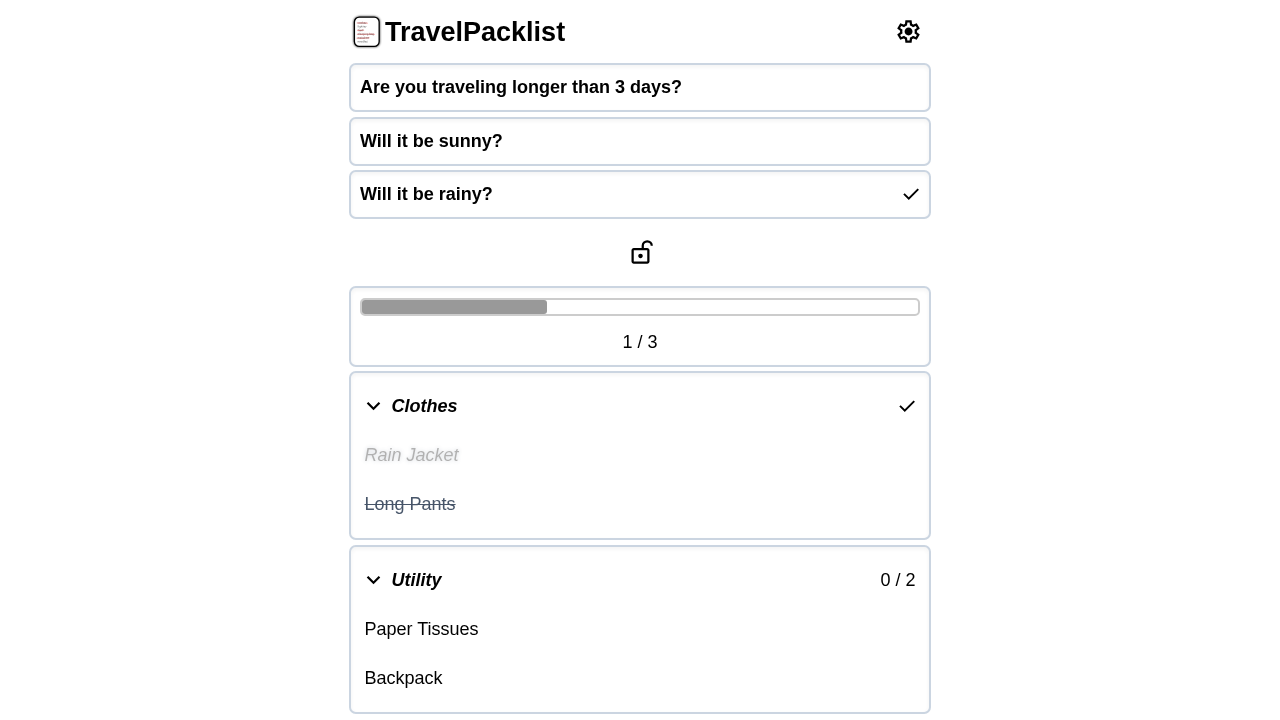 TravelPacklist
Are you traveling longer than 3 days?
Will it be sunny?
Will it be rainy?
1 / 3
Clothes
Rain Jacket
Long Pants
Utility
0 / 2
Paper Tissues
Backpack